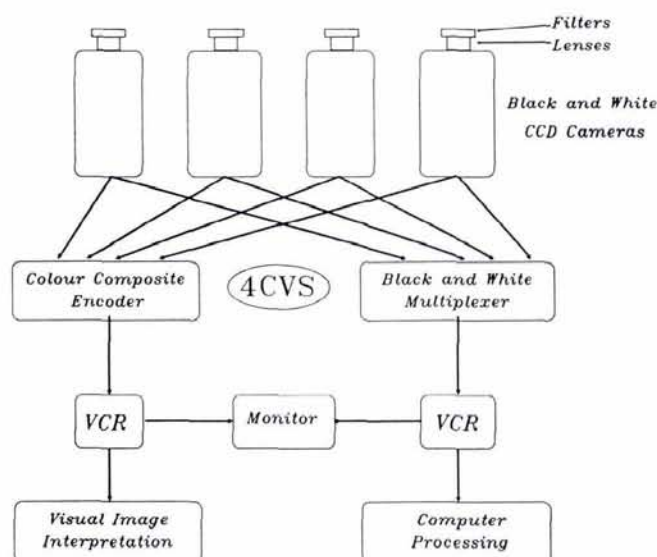 Filters
Lenses
Black and White
CCD Cameras
Colour Composite
Encoder
4CVS
Black and White
Multiplexer
VCR
Monitor
VCR
Visual Image
Interpretation
Computer
Processing